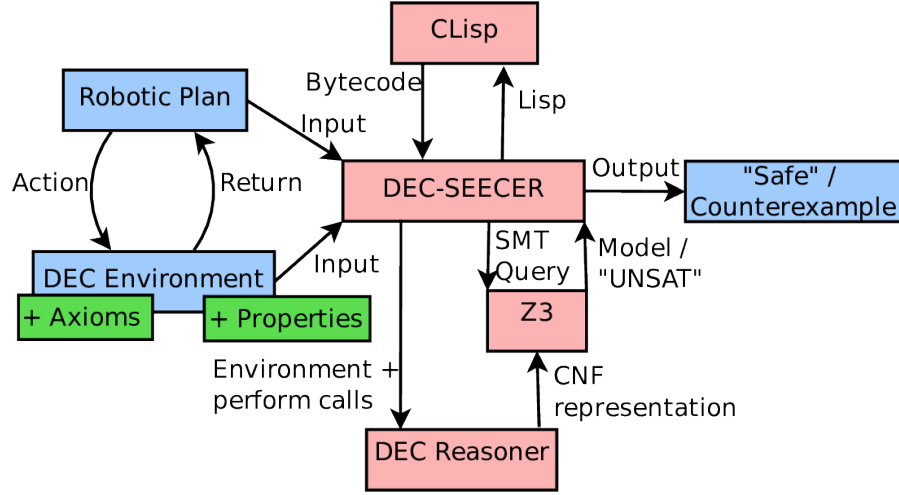 CLisp
Bytecode
Lisp
Robotic Plan
Input
Action
Return
DEC-SEECER
Output
"Safe" /
Counterexample
DEC Environment
+ Axioms
+ Properties
Input
SMT
Query
Model /
"UNSAT"
Z3
Environment +
perform calls
CNF
representation
DEC Reasoner